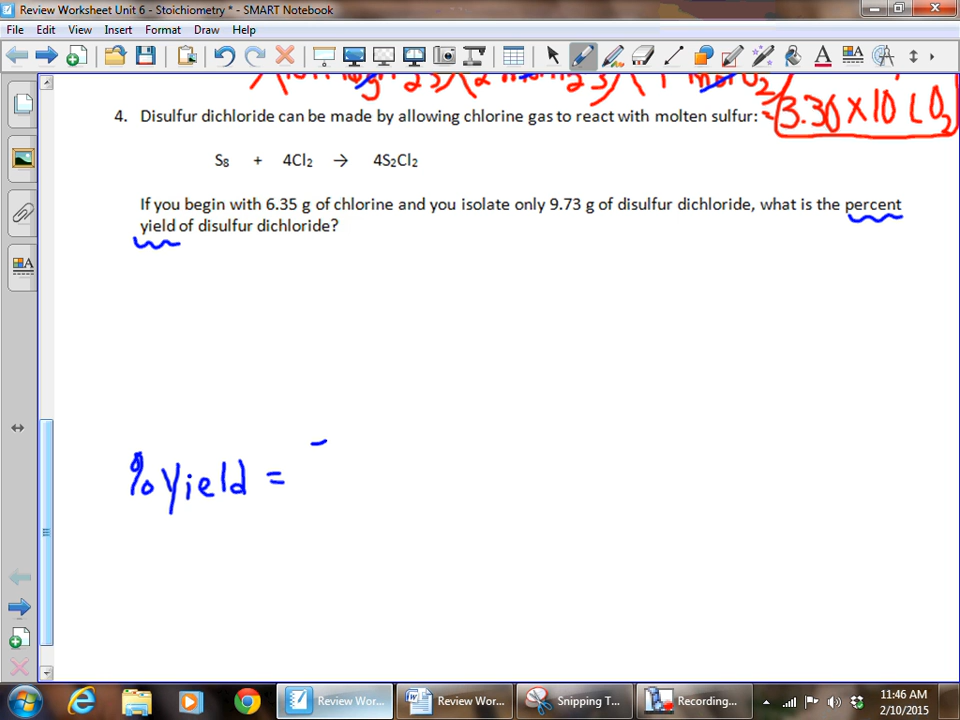 Review Worksheet Unit 6 - Stoichiometry * - SMART Notebook
File Edit View Insert Format Draw Help
3.36 X 10 L O2
4. Disulfur dichloride can be made by allowing chlorine gas to react with molten sulfur:
S8 + 4Cl2 → 4S2Cl2
If you begin with 6.35 g of chlorine and you isolate only 9.73 g of disulfur dichloride, what is the percent
yield of disulfur dichloride?
% Yield =
Review Wor... Review Wor... Snipping T... Recording...
11:46 AM
2/10/2015